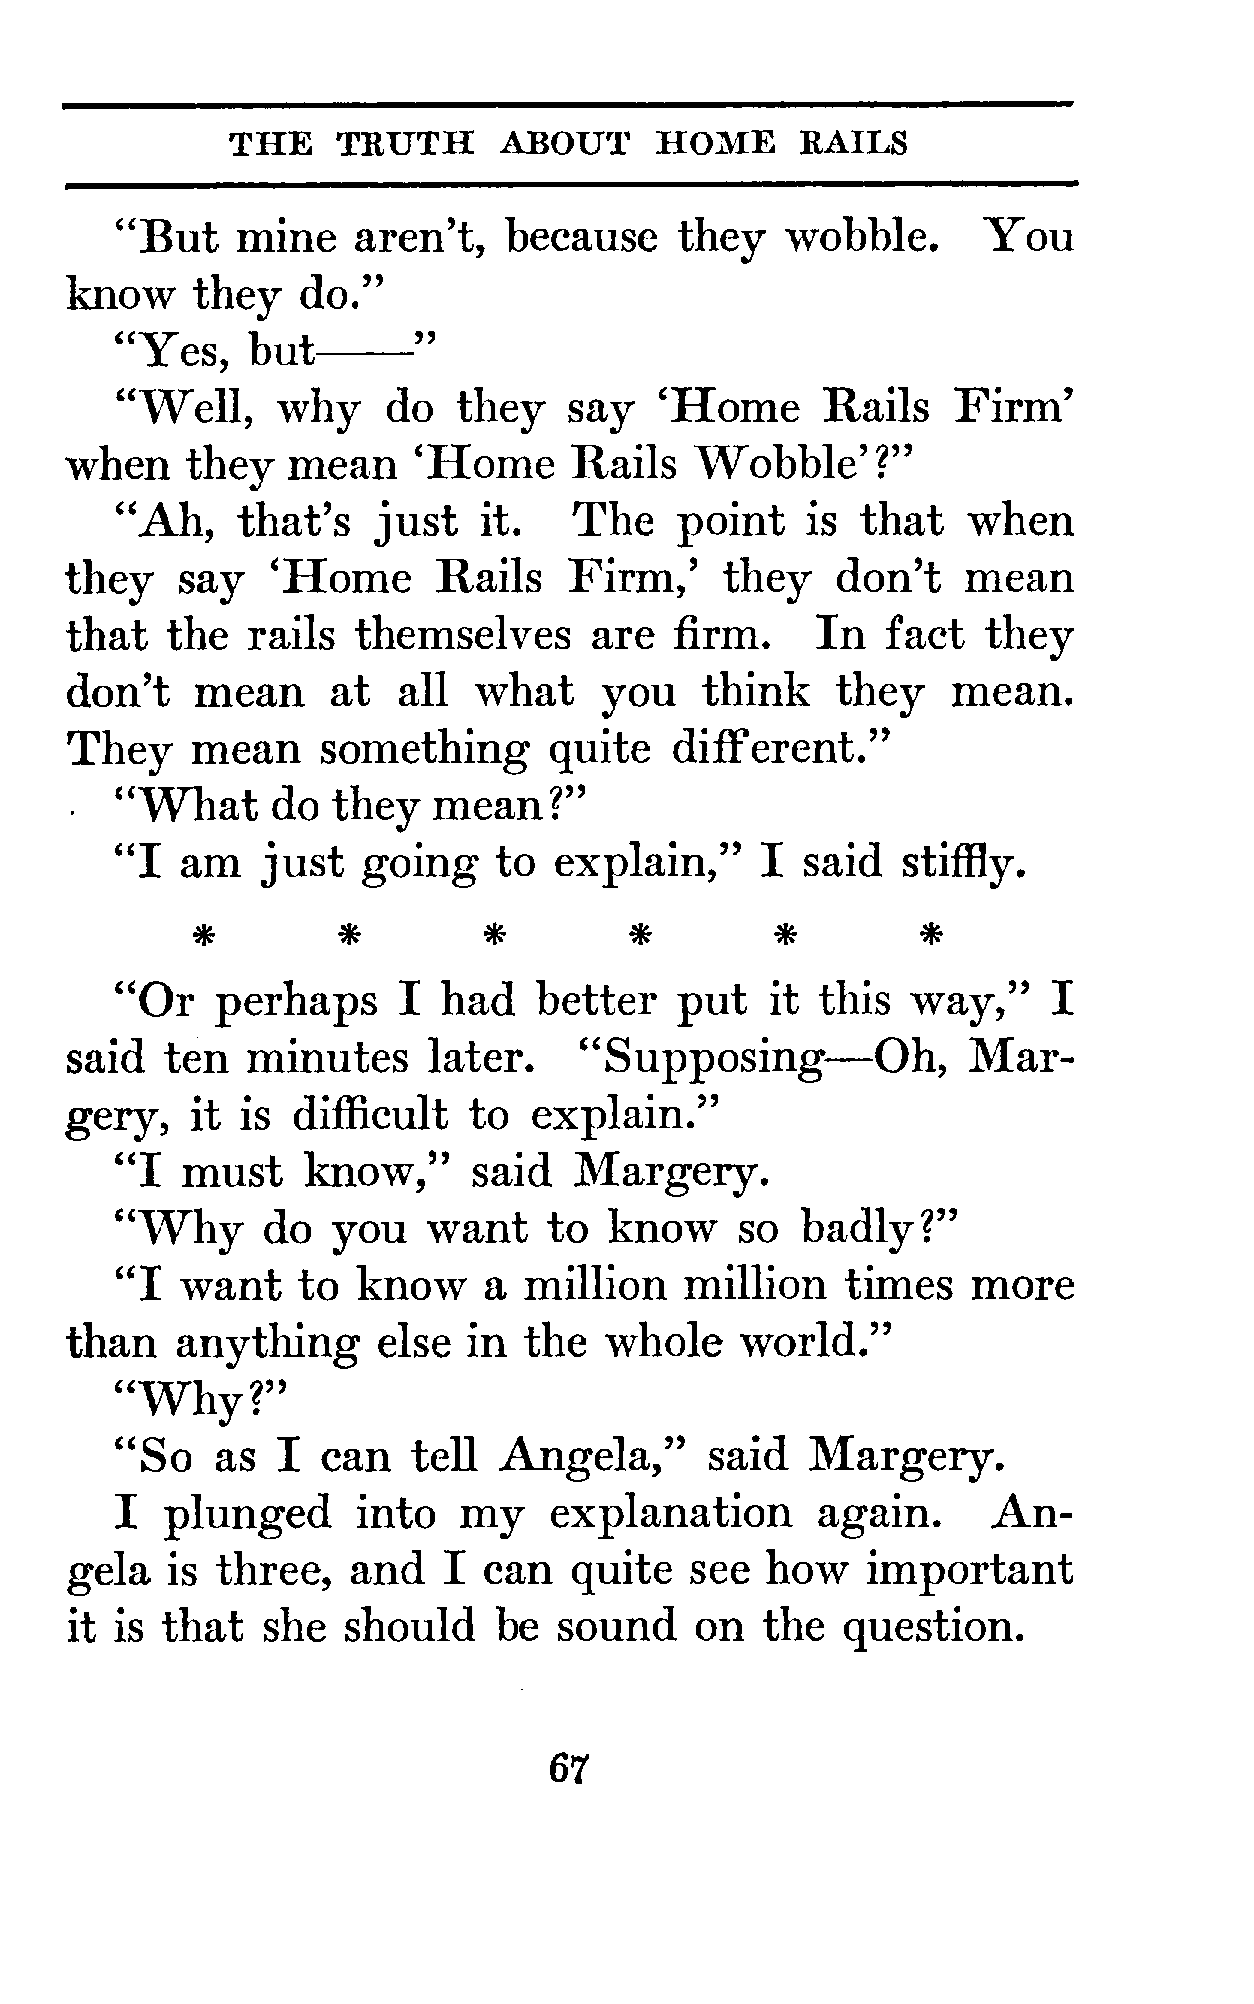 THE TRUTH ABOUT HOME RAILS
“But mine aren’t, because they wobble. You
know they do.”
“Yes, but——”
“Well, why do they say ‘Home Rails Firm’
when they mean ‘Home Rails Wobble’?”
“Ah, that’s just it. The point is that when
they say ‘Home Rails Firm,’ they don’t mean
that the rails themselves are firm. In fact they
don’t mean at all what you think they mean.
They mean something quite different.”
“What do they mean?”
“I am just going to explain,” I said stiffly.
* * * * * *
“Or perhaps I had better put it this way,” I
said ten minutes later. “Supposing—Oh, Mar-
gery, it is difficult to explain.”
“I must know,” said Margery.
“Why do you want to know so badly?”
“I want to know a million million times more
than anything else in the whole world.”
“Why?”
“So as I can tell Angela,” said Margery.
I plunged into my explanation again. An-
gela is three, and I can quite see how important
it is that she should be sound on the question.
67